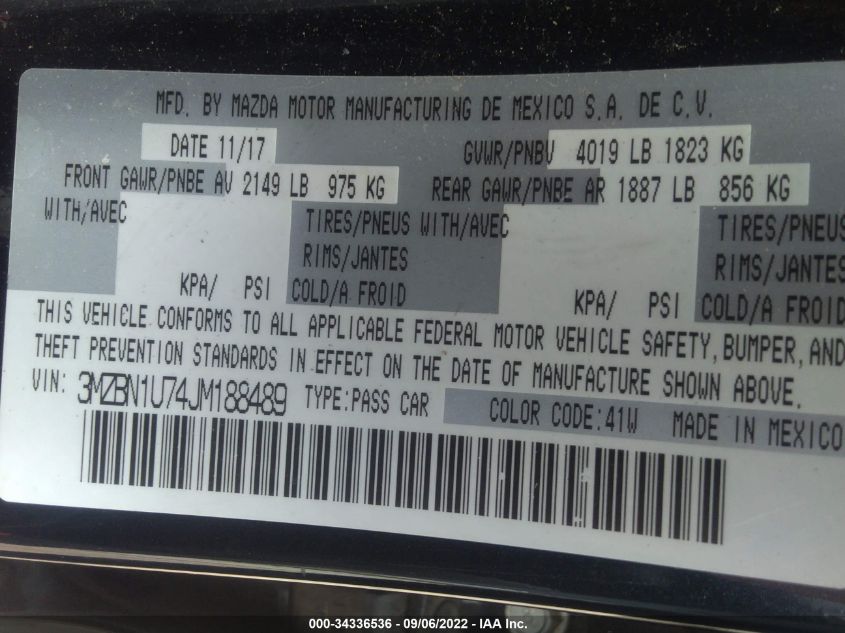 MFD. BY MAZDA MOTOR MANUFACTURING DE MEXICO S.A. DE C.V.
DATE 11/17 GVWR/PNBV 4019 LB 1823 KG
FRONT GAWR/PNBE AV 2149 LB 975 KG REAR GAWR/PNBE AR 1887 LB 856 KG
WITH/AVEC TIRES/PNEUS WITH/AVEC TIRES/PNEUS
RIMS/JANTES RIMS/JANTES
KPA/ PSI COLD/A FROID KPA/ PSI COLD/A FROID
THIS VEHICLE CONFORMS TO ALL APPLICABLE FEDERAL MOTOR VEHICLE SAFETY, BUMPER, AND
THEFT PREVENTION STANDARDS IN EFFECT ON THE DATE OF MANUFACTURE SHOWN ABOVE.
VIN: 3MZBN1U74JM188489 TYPE:PASS CAR COLOR CODE:41W MADE IN MEXICO
000-34336536 - 09/06/2022 - IAA Inc.